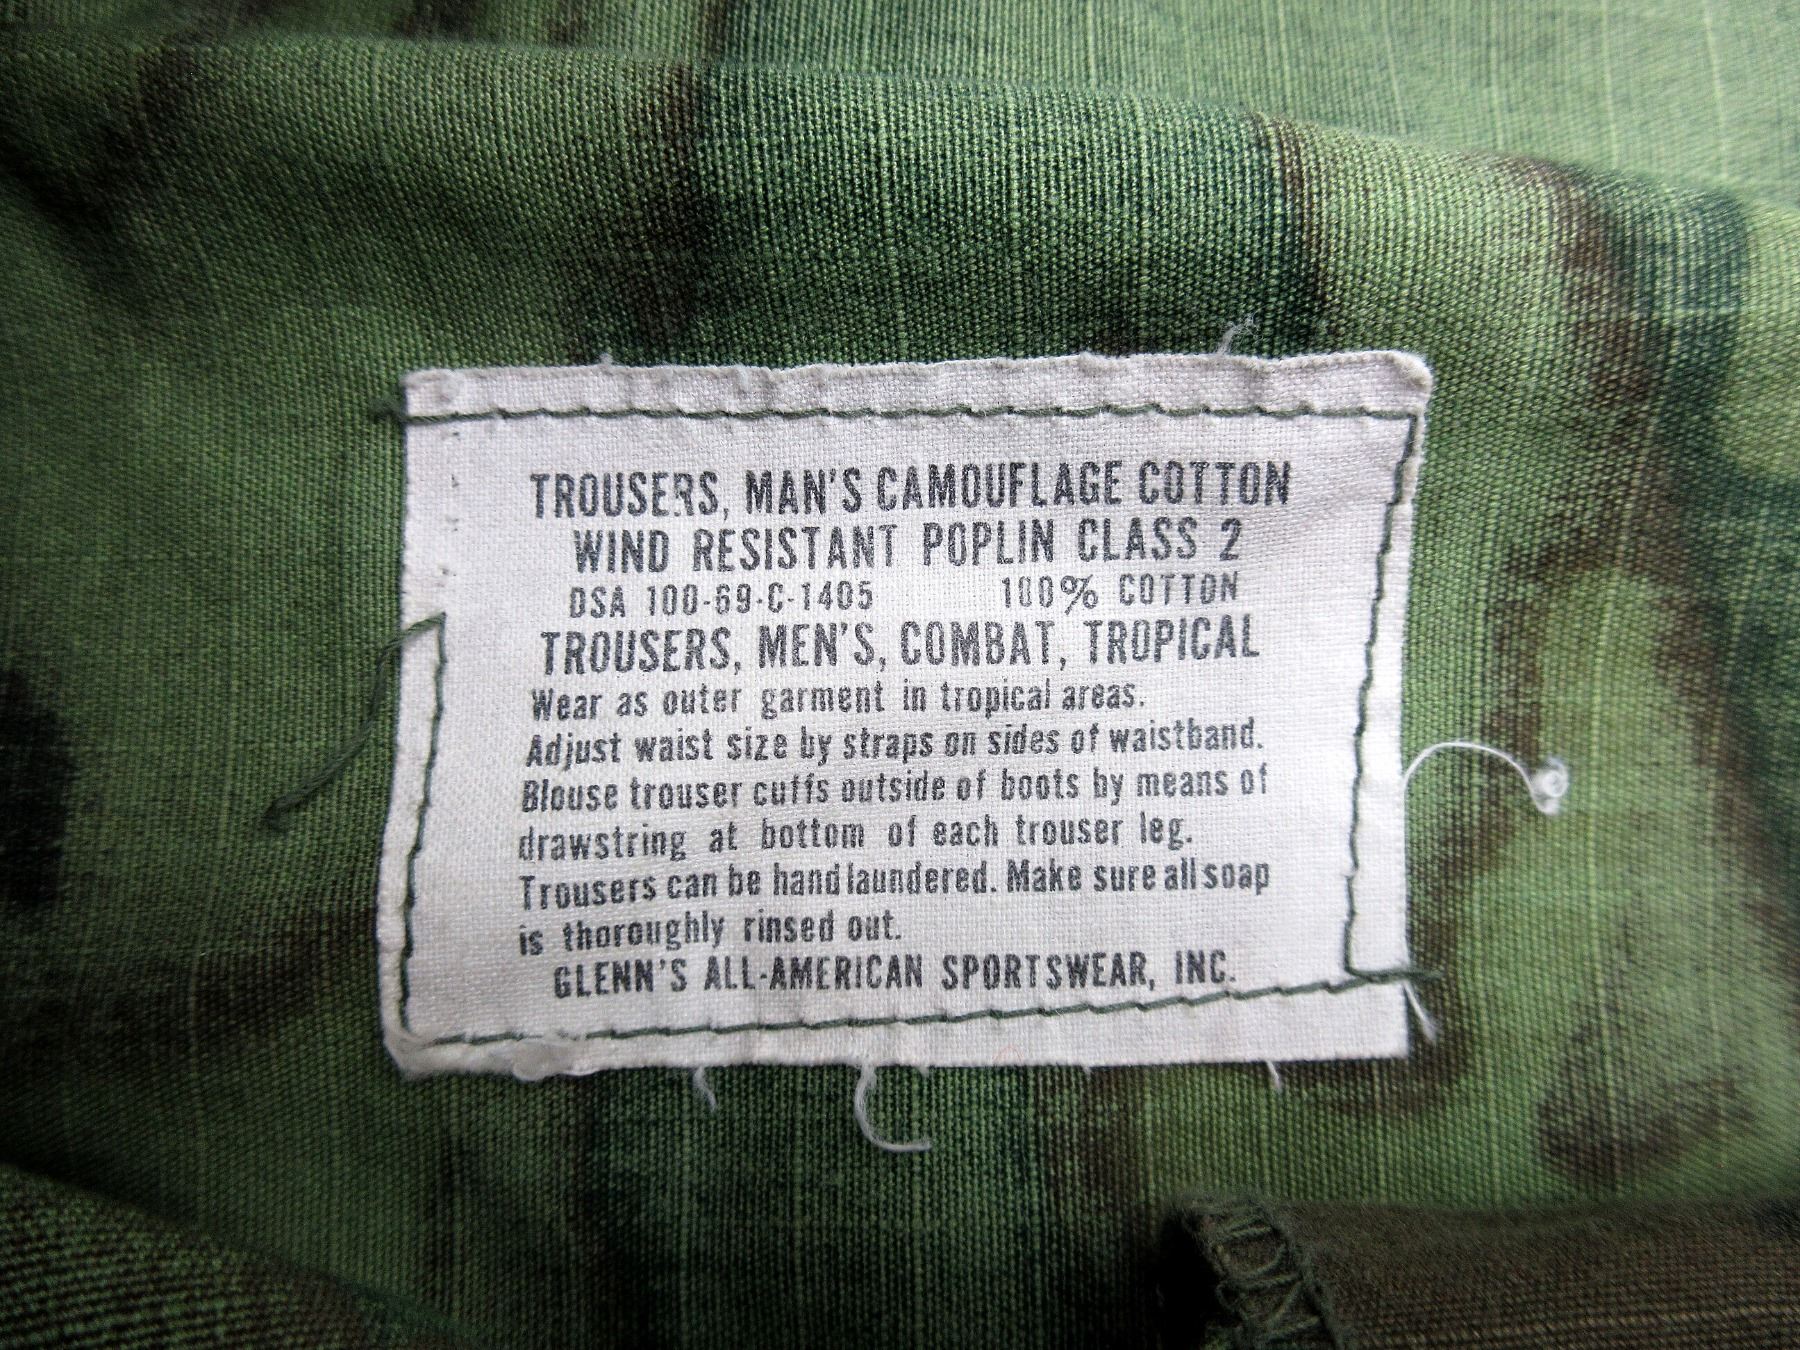 TROUSERS, MAN'S CAMOUFLAGE COTTON
WIND RESISTANT POPLIN CLASS 2
DSA 100-69-C-1405 100% COTTON
TROUSERS, MEN'S, COMBAT, TROPICAL
Wear as outer garment in tropical areas.
Adjust waist size by straps on sides of waistband.
Blouse trouser cuffs outside of boots by means of
drawstring at bottom of each trouser leg.
Trousers can be hand laundered. Make sure all soap
is thoroughly rinsed out.
GLENN'S ALL-AMERICAN SPORTSWEAR, INC.